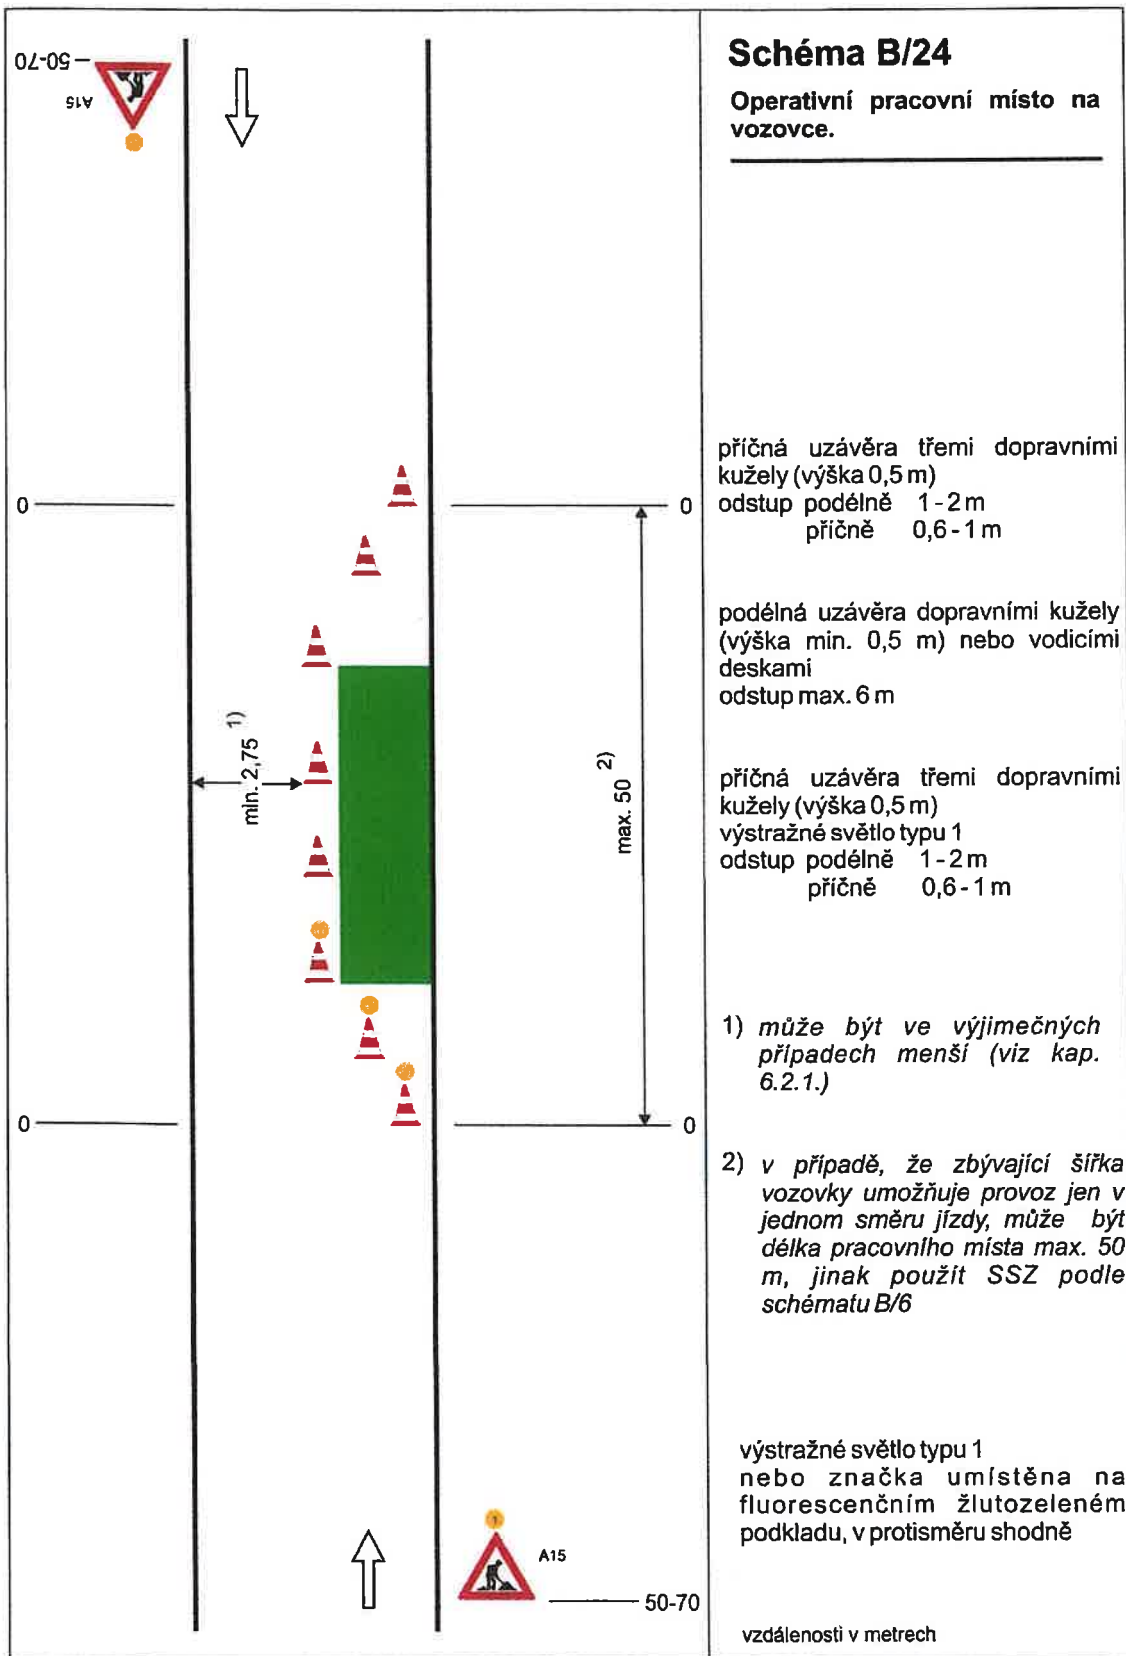 50-70
A15
0
0
min. 2,75 1)
max. 50 2)
0
0
1
A15
50-70
Schéma B/24
Operativní pracovní místo na
vozovce.
příčná uzávěra třemi dopravními
kužely (výška 0,5 m)
odstup podélně 1-2 m
příčně 0,6-1 m
podélná uzávěra dopravními kužely
(výška min. 0,5 m) nebo vodicími
deskami
odstup max. 6 m
příčná uzávěra třemi dopravními
kužely (výška 0,5 m)
výstražné světlo typu 1
odstup podélně 1-2 m
příčně 0,6-1 m
1) může být ve výjimečných
případech menší (viz kap.
6.2.1.)
2) v případě, že zbývající šířka
vozovky umožňuje provoz jen v
jednom směru jízdy, může být
délka pracovního místa max. 50
m, jinak použít SSZ podle
schématu B/6
výstražné světlo typu 1
nebo značka umístěna na
fluorescenčním žlutozeleném
podkladu, v protisměru shodně
vzdálenosti v metrech